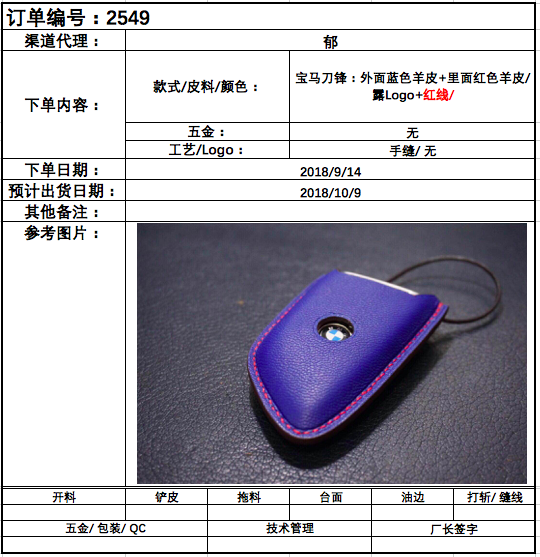 订单编号：2549
渠道代理：
郁
下单内容：
款式/皮料/颜色：
宝马刀锋：外面蓝色羊皮+里面红色羊皮/
露Logo+红线/
五金：
无
工艺/Logo：
手缝/ 无
下单日期：
2018/9/14
预计出货日期：
2018/10/9
其他备注：
参考图片：
开料 铲皮 拖料 台面 油边 打斩/ 缝线
五金/ 包装/ QC 技术管理 厂长签字